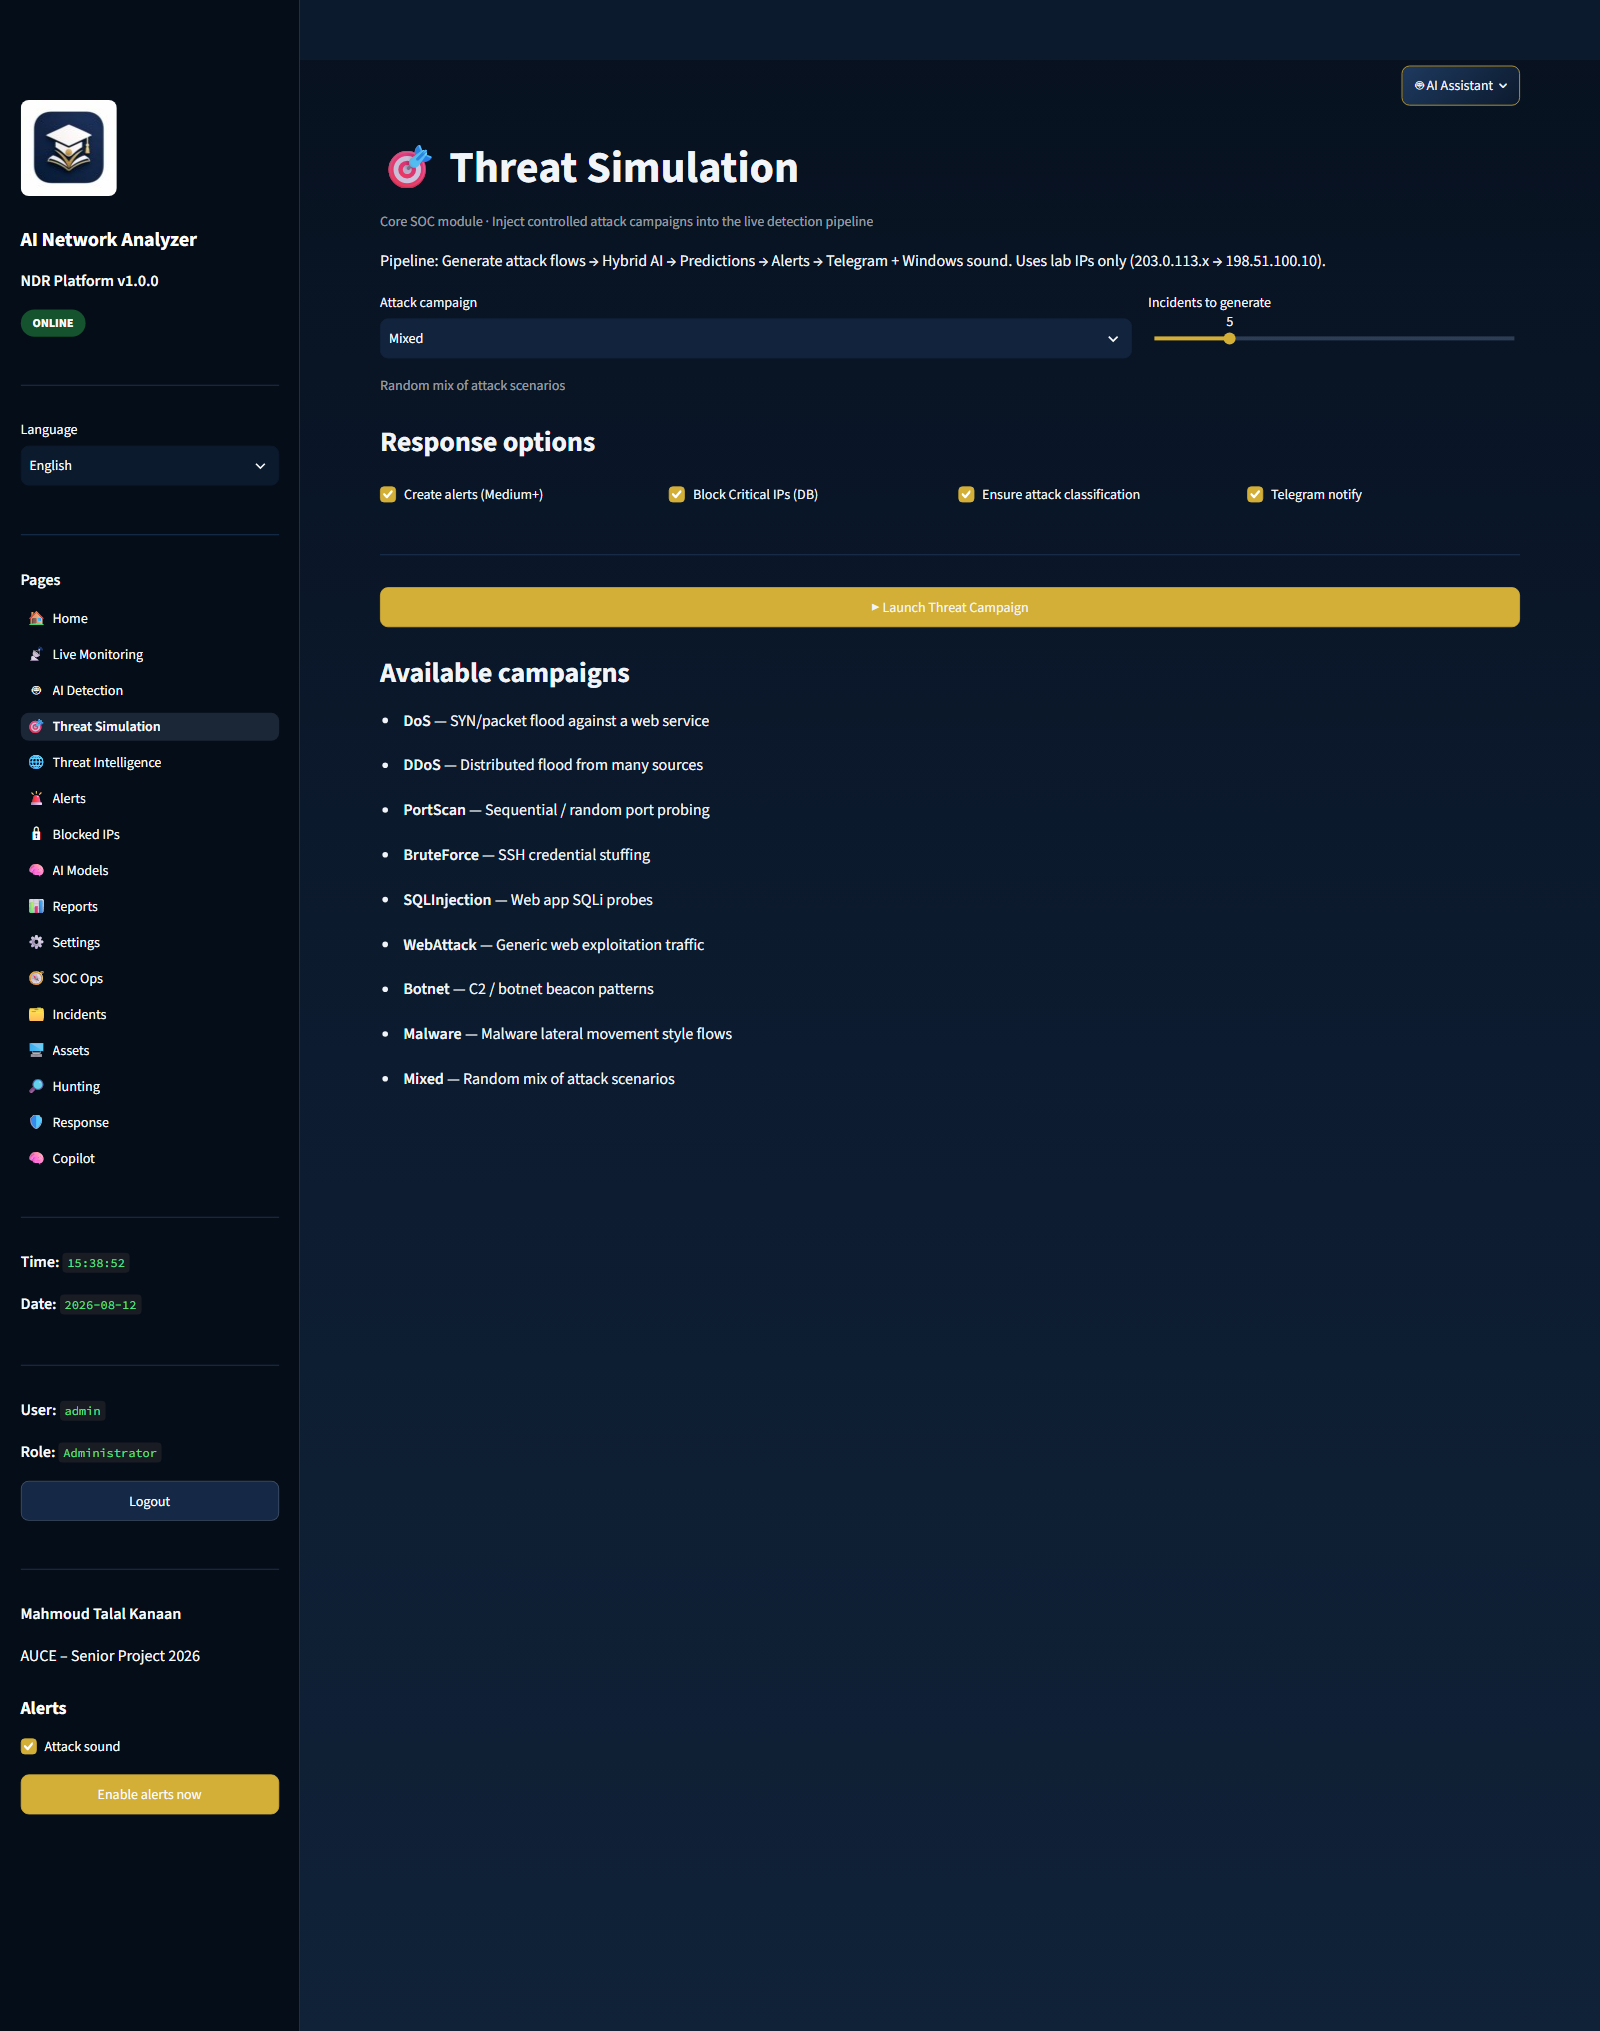 AI Network Analyzer
NDR Platform v1.0.0
ONLINE
Language
English
Pages
Home
Live Monitoring
AI Detection
Threat Simulation
Threat Intelligence
Alerts
Blocked IPs
AI Models
Reports
Settings
SOC Ops
Incidents
Assets
Hunting
Response
Copilot
Time: 15:38:52
Date: 2026-08-12
User: admin
Role: Administrator
Logout
Mahmoud Talal Kanaan
AUCE – Senior Project 2026
Alerts
Attack sound
Enable alerts now
AI Assistant
Threat Simulation
Core SOC module · Inject controlled attack campaigns into the live detection pipeline
Pipeline: Generate attack flows → Hybrid AI → Predictions → Alerts → Telegram + Windows sound. Uses lab IPs only (203.0.113.x → 198.51.100.10).
Attack campaign
Mixed
Incidents to generate
5
Random mix of attack scenarios
Response options
Create alerts (Medium+)
Block Critical IPs (DB)
Ensure attack classification
Telegram notify
▶ Launch Threat Campaign
Available campaigns
• DoS — SYN/packet flood against a web service
• DDoS — Distributed flood from many sources
• PortScan — Sequential / random port probing
• BruteForce — SSH credential stuffing
• SQLInjection — Web app SQLi probes
• WebAttack — Generic web exploitation traffic
• Botnet — C2 / botnet beacon patterns
• Malware — Malware lateral movement style flows
• Mixed — Random mix of attack scenarios